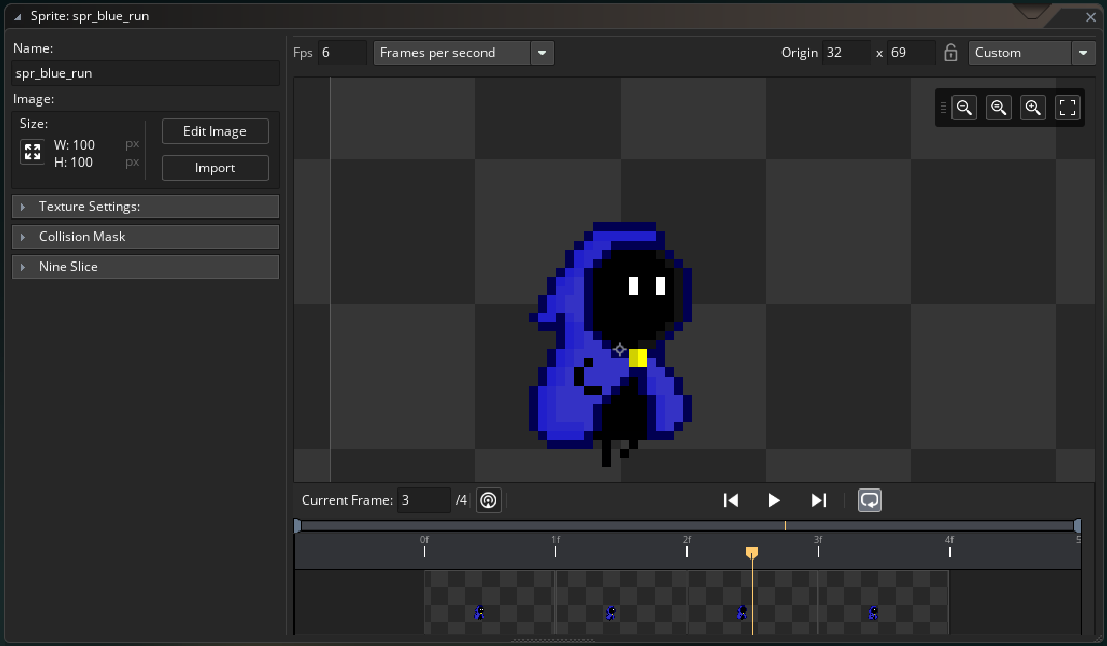 Sprite: spr_blue_run
Name:
spr_blue_run
Image:
Size:
W: 100 px
H: 100 px
Edit Image
Import
Texture Settings:
Collision Mask
Nine Slice
Fps 6 Frames per second
Origin 32 x 69 Custom
Current Frame: 3 /4
0f 1f 2f 3f 4f 5